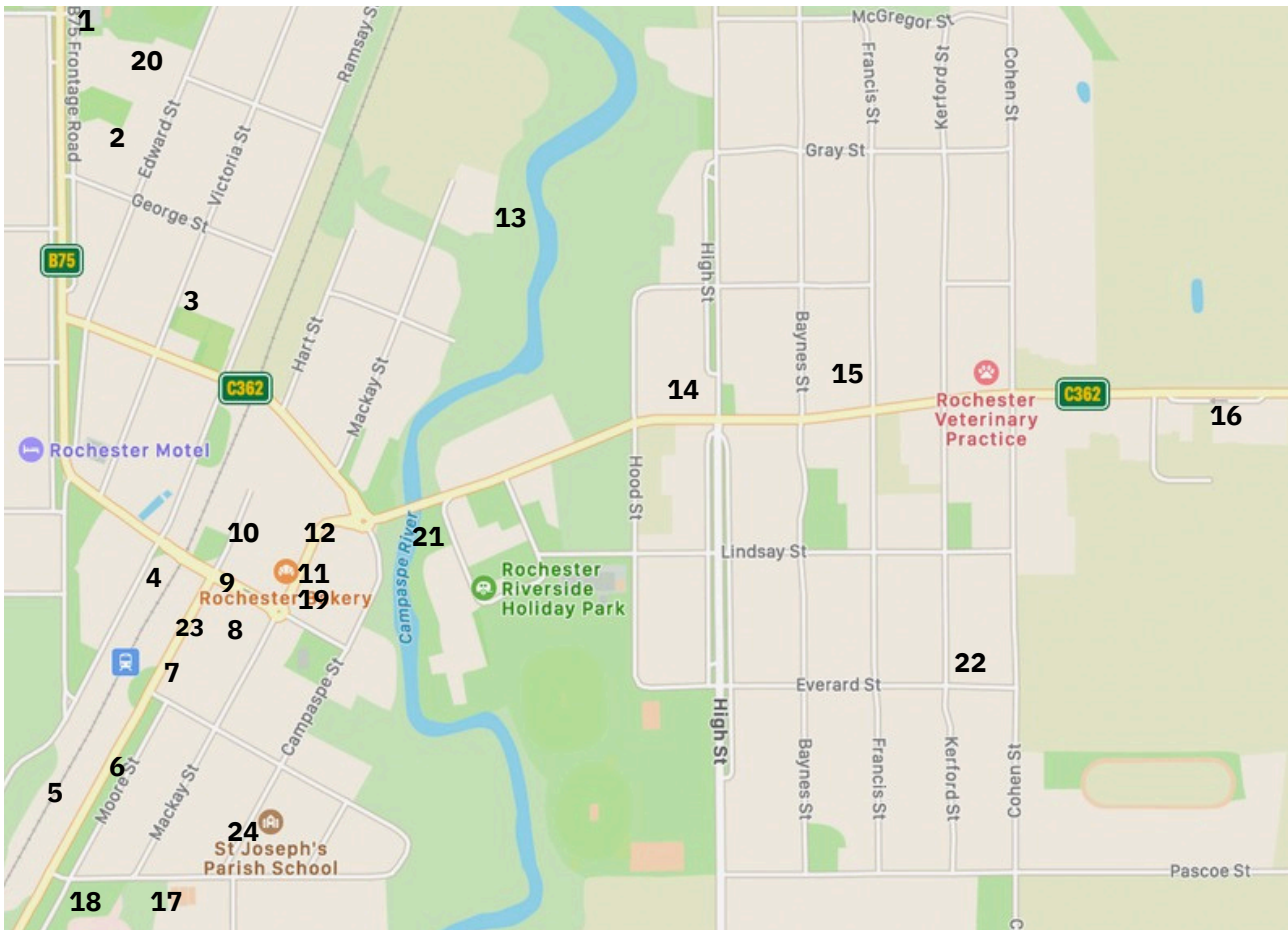 1
B75 Frontage Road
20
Ramsay S
McGregor St
Francis St
Kerford St
Cohen St
2
Edward St
Victoria St
Gray St
George St
13
B75
High St
3
Hart St
Baynes St
C362
Mackay St
14
15
C362
Rochester
Veterinary
Practice
16
Rochester Motel
Hood St
10
12
21
Campaspe River
Lindsay St
4
9
11
Rochester Bakery
19
Rochester
Riverside
Holiday Park
23
8
7
22
Everard St
Campaspe St
High St
6
5
Moore St
Mackay St
Baynes St
Francis St
Kerford St
Cohen St
24
St Joseph's
Parish School
Pascoe St
18
17
C